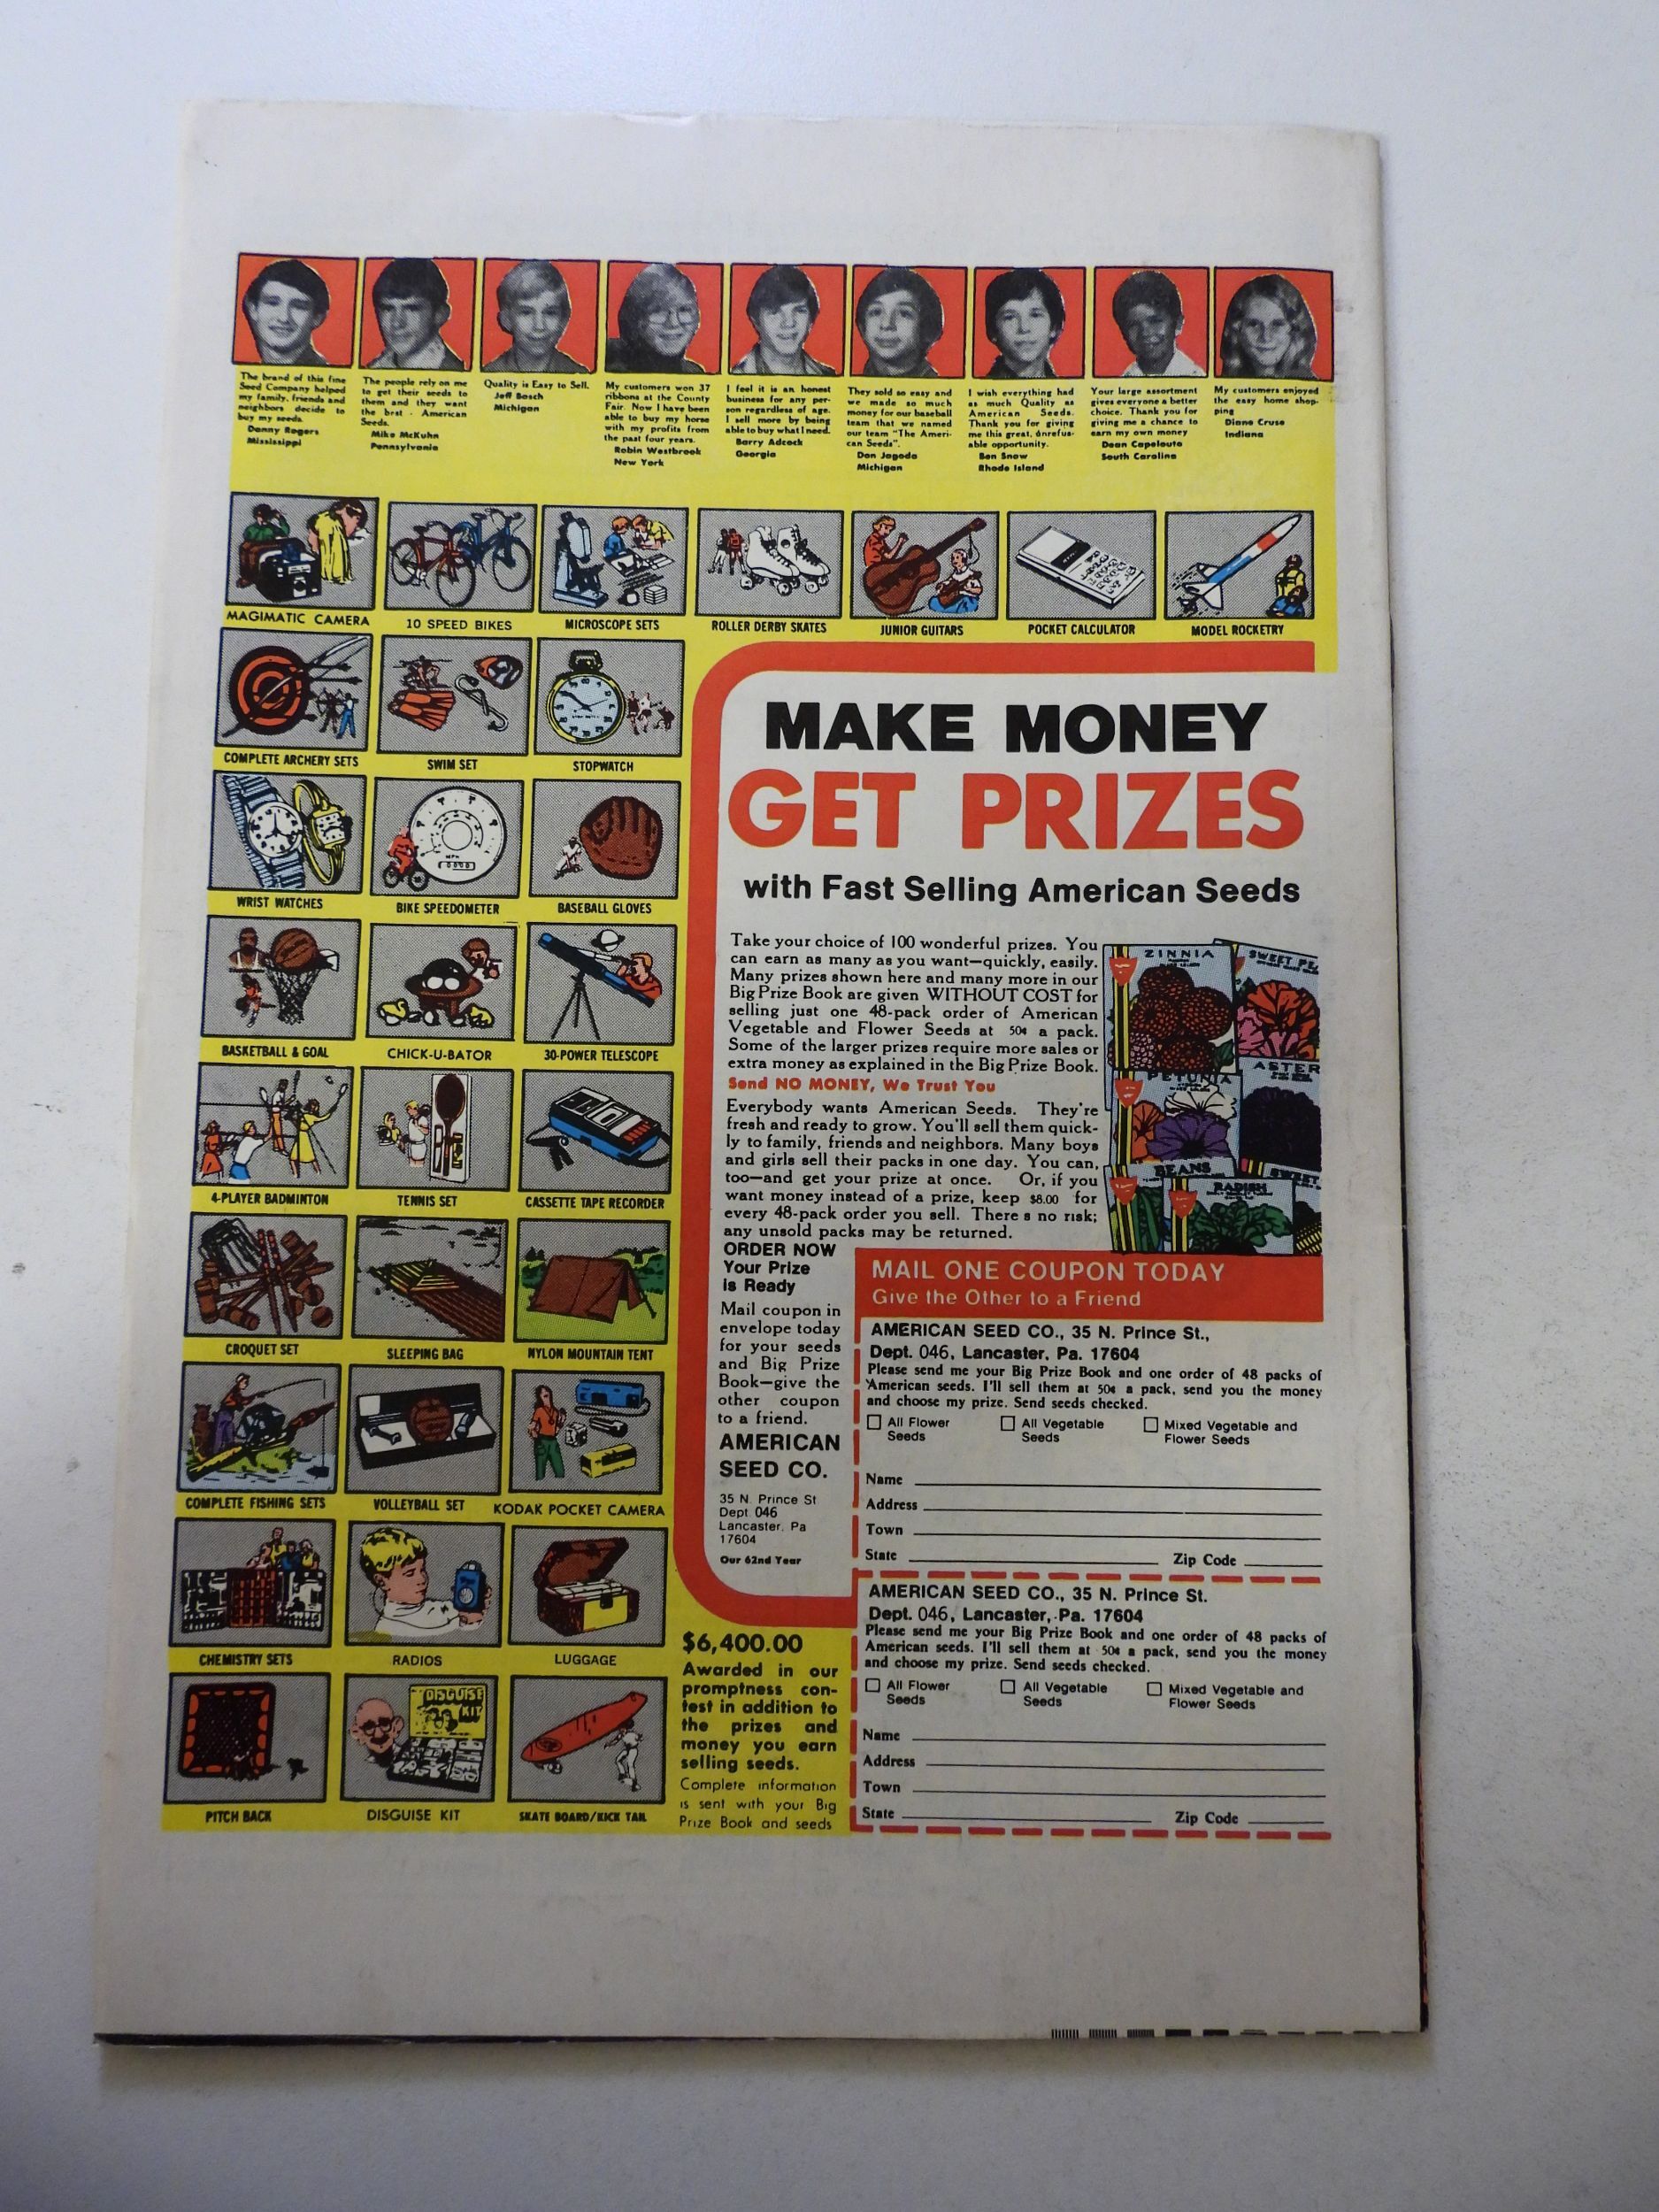 The brand of this fine
Seed Company helped
my family, friends and
neighbors decide to
buy my seeds.
Danny Rogers
Mississippi
The people rely on me
to get their seeds to
them and they want
the brst - American
Seeds.
Mike McKuhn
Pennsylvania
Quality is Easy to Sell.
Jeff Bosch
Michigan
My customers won 37
ribbons at the County
Fair. Now I have been
able to buy my horse
with my profits from
the past four years.
Robin Westbrook
New York
I feel it is an honest
business for any per-
son regardless of age.
I sell more by being
able to buy what I need.
Barry Adcock
Georgia
They sold so easy and
we made so much
money for our baseball
team that we named
our team "The Ameri-
can Seeds".
Don Jagoda
Michigan
I wish everything had
as much Quality as
American Seeds.
Thank you for giving
me this great, unrefus-
able opportunity.
Ben Snow
Rhode Island
Your large assortment
gives everyone a better
choice. Thank you for
giving me a chance to
earn my own money
Dean Capeloute
South Carolina
My customers enjoyed
the easy home shop-
ping
Diane Cruse
Indiana
MAGIMATIC CAMERA
10 SPEED BIKES
MICROSCOPE SETS
ROLLER DERBY SKATES
JUNIOR GUITARS
POCKET CALCULATOR
MODEL ROCKETRY
COMPLETE ARCHERY SETS
SWIM SET
STOPWATCH
WRIST WATCHES
MPH
BIKE SPEEDOMETER
BASEBALL GLOVES
BASKETBALL & GOAL
CHICK-U-BATOR
30-POWER TELESCOPE
4-PLAYER BADMINTON
TENNIS SET
CASSETTE TAPE RECORDER
CROQUET SET
SLEEPING BAG
NYLON MOUNTAIN TENT
COMPLETE FISHING SETS
VOLLEYBALL SET
KODAK POCKET CAMERA
CHEMISTRY SETS
RADIOS
LUGGAGE
PITCH BACK
DISGUISE
KIT
DISGUISE KIT
SKATE BOARD/KICK TAIL
MAKE MONEY
GET PRIZES
with Fast Selling American Seeds
Take your choice of 100 wonderful prizes. You
can earn as many as you want—quickly, easily.
Many prizes shown here and many more in our
Big Prize Book are given WITHOUT COST for
selling just one 48-pack order of American
Vegetable and Flower Seeds at 50¢ a pack.
Some of the larger prizes require more sales or
extra money as explained in the Big Prize Book.
Send NO MONEY, We Trust You
Everybody wants American Seeds. They're
fresh and ready to grow. You'll sell them quick-
ly to family, friends and neighbors. Many boys
and girls sell their packs in one day. You can,
too—and get your prize at once. Or, if you
want money instead of a prize, keep $8.00 for
every 48-pack order you sell. There s no risk;
any unsold packs may be returned.
ZINNIA
SWEET PE
PETUNIA
ASTER
BEANS
RADISH
SWEET
ORDER NOW
Your Prize
is Ready
Mail coupon in
envelope today
for your seeds
and Big Prize
Book—give the
other coupon
to a friend.
AMERICAN
SEED CO.
35 N. Prince St
Dept 046
Lancaster. Pa
17604
Our 62nd Year
MAIL ONE COUPON TODAY
Give the Other to a Friend
AMERICAN SEED CO., 35 N. Prince St.,
Dept. 046, Lancaster, Pa. 17604
Please send me your Big Prize Book and one order of 48 packs of
American seeds. I'll sell them at 50¢ a pack, send you the money
and choose my prize. Send seeds checked.
All Flower Seeds
All Vegetable Seeds
Mixed Vegetable and Flower Seeds
Name
Address
Town
State Zip Code
AMERICAN SEED CO., 35 N. Prince St.
Dept. 046, Lancaster, Pa. 17604
Please send me your Big Prize Book and one order of 48 packs of
American seeds. I'll sell them at 50¢ a pack, send you the money
and choose my prize. Send seeds checked.
All Flower Seeds
All Vegetable Seeds
Mixed Vegetable and Flower Seeds
Name
Address
Town
State Zip Code
$6,400.00
Awarded in our
promptness con-
test in addition to
the prizes and
money you earn
selling seeds.
Complete information
is sent with your Big
Prize Book and seeds